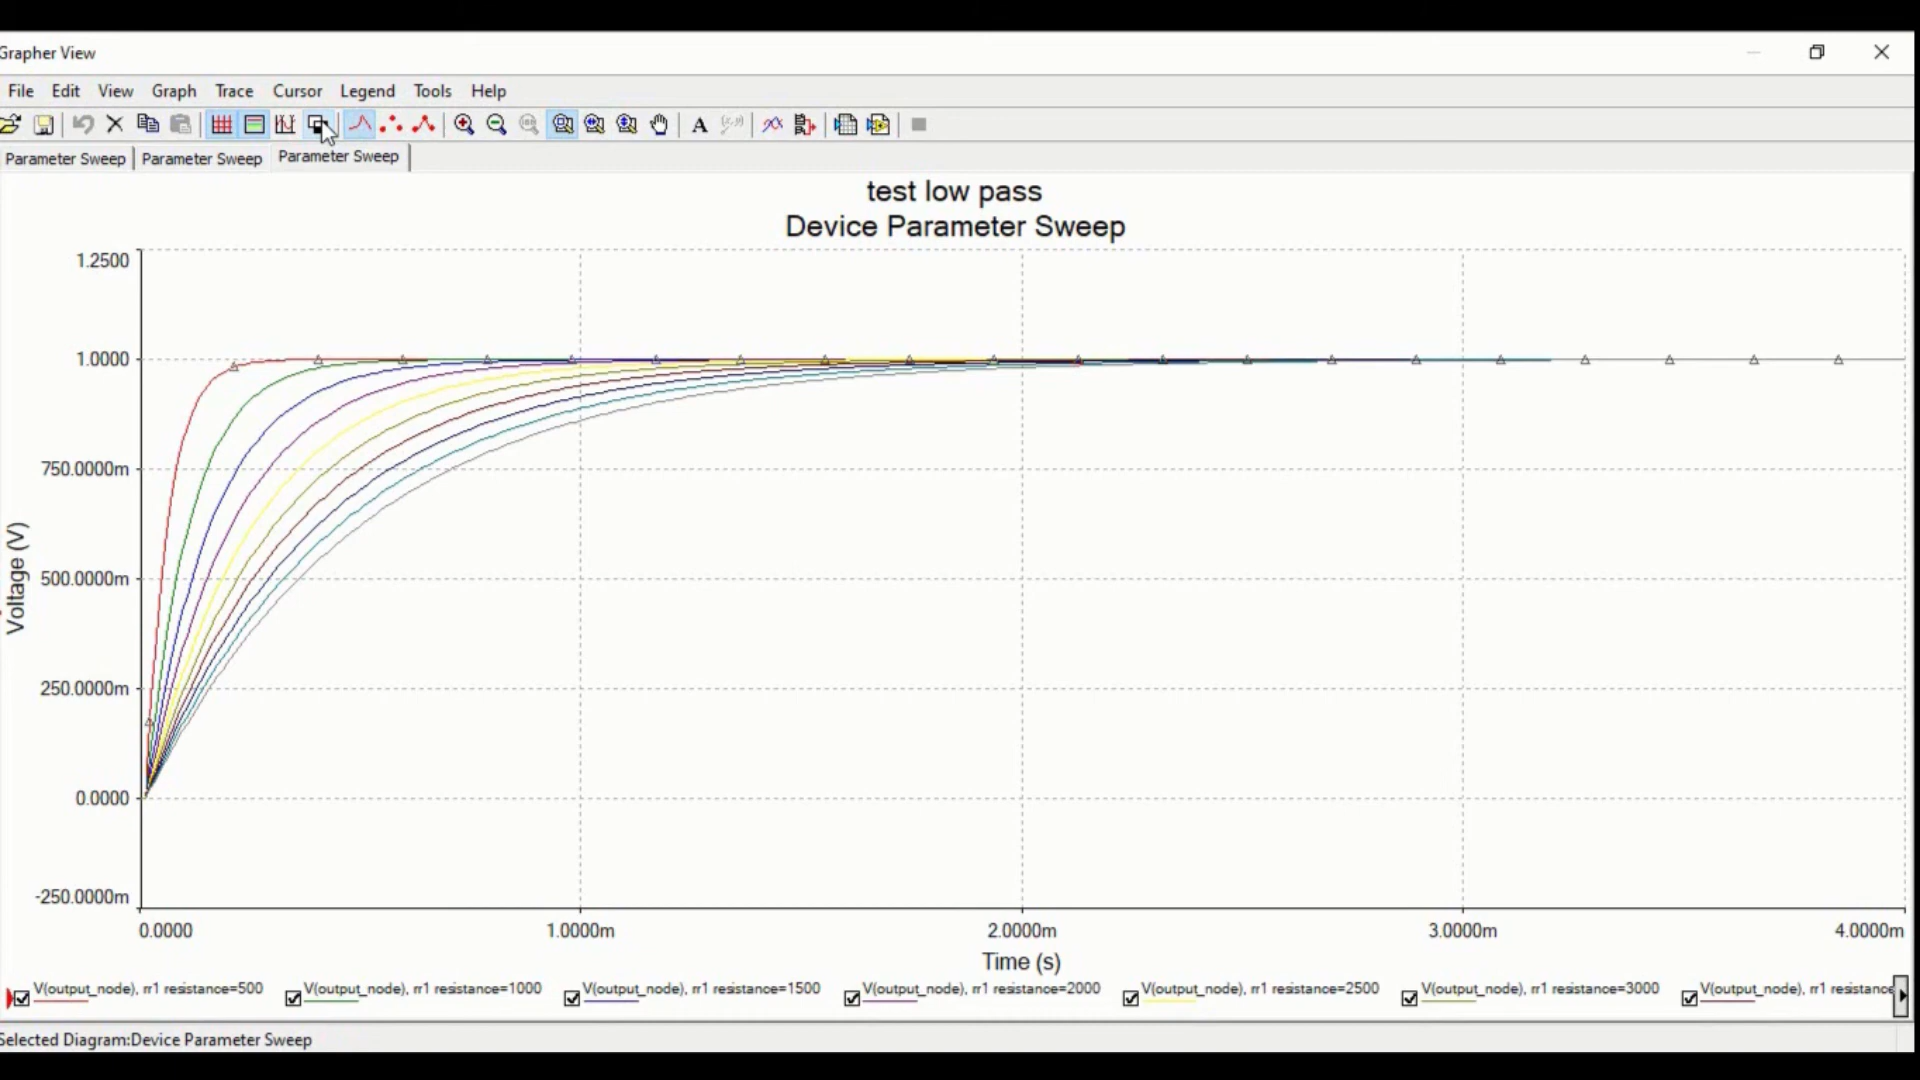 Grapher View
File Edit View Graph Trace Cursor Legend Tools Help
A
Parameter Sweep Parameter Sweep Parameter Sweep
test low pass
Device Parameter Sweep
1.2500
1.0000
750.0000m
500.0000m
250.0000m
0.0000
-250.0000m
Voltage (V)
0.0000 1.0000m 2.0000m 3.0000m 4.0000m
Time (s)
V(output_node), rr1 resistance=500 V(output_node), rr1 resistance=1000 V(output_node), rr1 resistance=1500 V(output_node), rr1 resistance=2000 V(output_node), rr1 resistance=2500 V(output_node), rr1 resistance=3000 V(output_node), rr1 resistance
Selected Diagram:Device Parameter Sweep